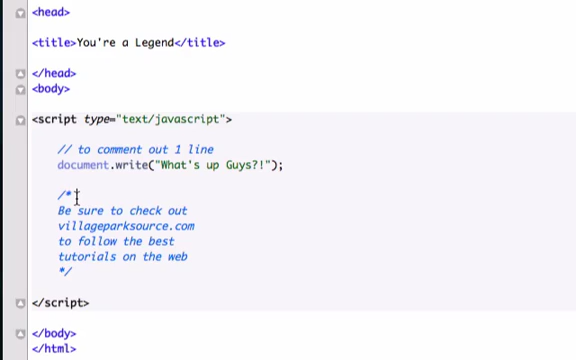 <head>
<title>You're a Legend</title>
</head>
<body>
<script type="text/javascript">
// to comment out 1 line
document.write("What's up Guys?!");
/*
Be sure to check out
villageparksource.com
to follow the best
tutorials on the web
*/
</script>
</body>
</html>